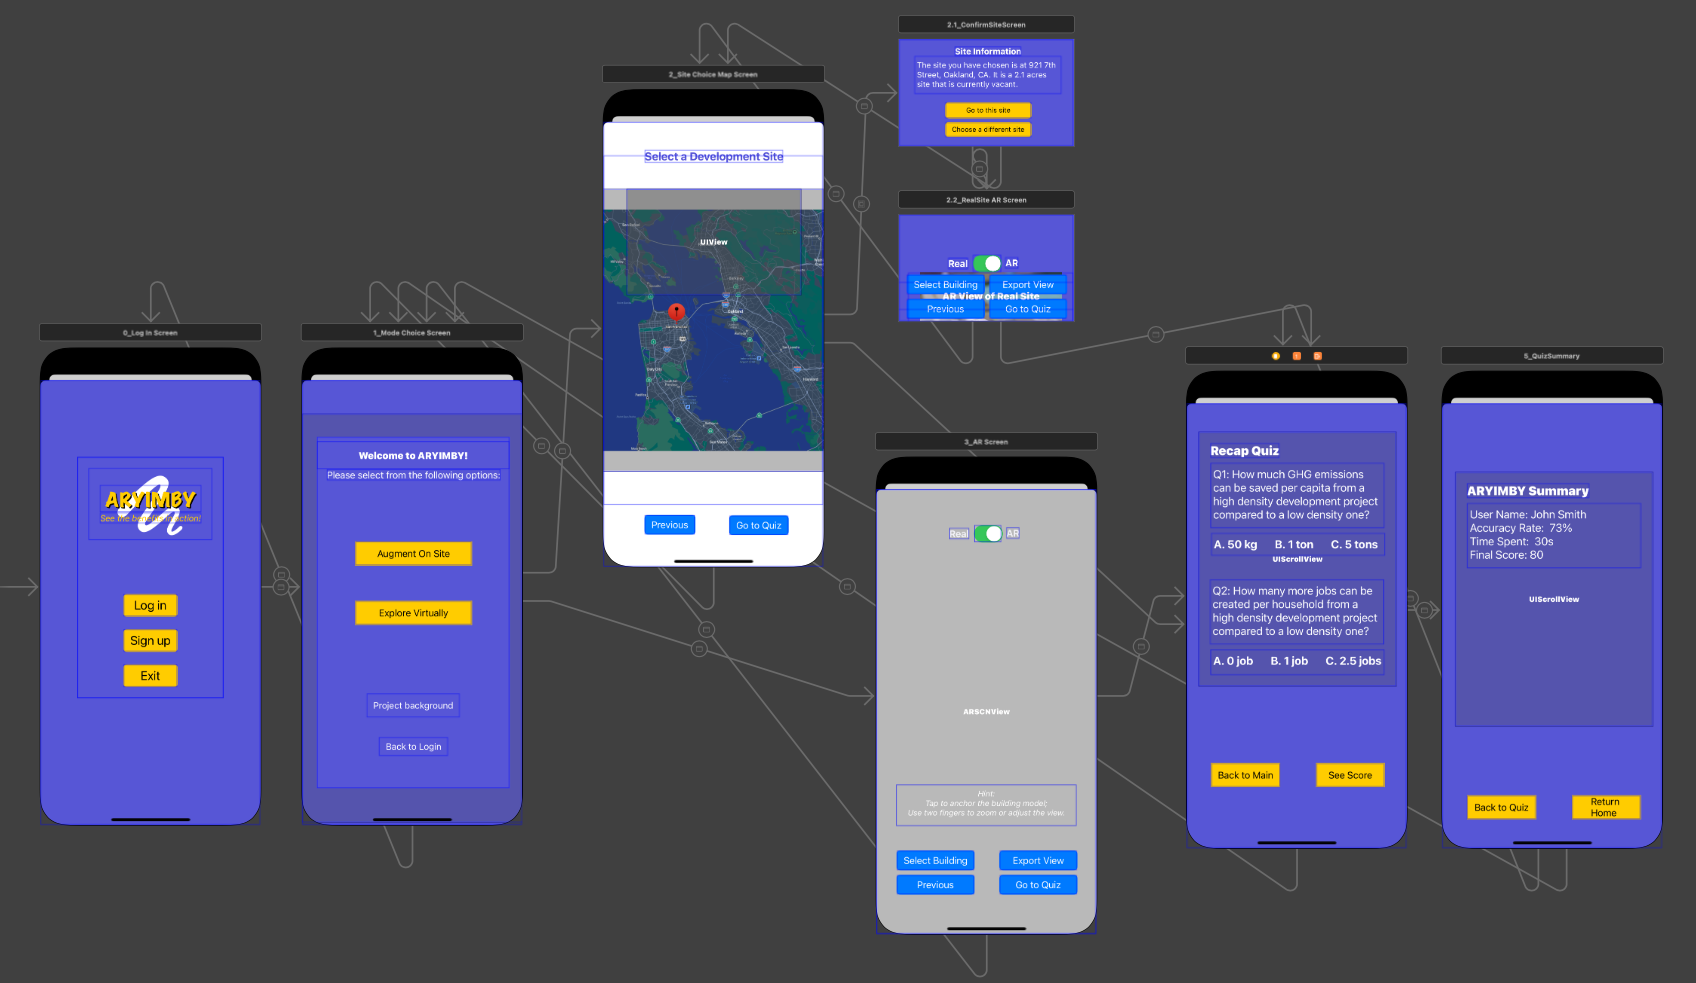 0_Log In Screen
ARYIMBY
Log in
Sign up
Exit
1_Mode Choice Screen
Welcome to ARYIMBY!
Please select from the following options:
Augment On Site
Explore Virtually
Project background
Back to Login
2_Site Choice Map Screen
Select a Development Site
UIView
Oakland
Previous
Go to Quiz
2.1_ConfirmSiteScreen
Site Information
The site you have chosen is at 921 7th
Street, Oakland, CA. It is a 2.1 acres
site that is currently vacant.
Go to this site
Choose a different site
2.2_RealSite AR Screen
Real AR
Select Building Export View
AR View of Real Site
Previous Go to Quiz
3_AR Screen
Real AR
ARSCNView
Hint:
Tap to anchor the building model;
Use two fingers to zoom or adjust the view.
Select Building Export View
Previous Go to Quiz
Recap Quiz
Q1: How much GHG emissions
can be saved per capita from a
high density development project
compared to a low density one?
A. 50 kg B. 1 ton C. 5 tons
UIScrollView
Q2: How many more jobs can be
created per household from a
high density development project
compared to a low density one?
A. 0 job B. 1 job C. 2.5 jobs
Back to Main See Score
5_QuizSummary
ARYIMBY Summary
User Name: John Smith
Accuracy Rate: 73%
Time Spent: 30s
Final Score: 80
UIScrollView
Back to Quiz
Return
Home